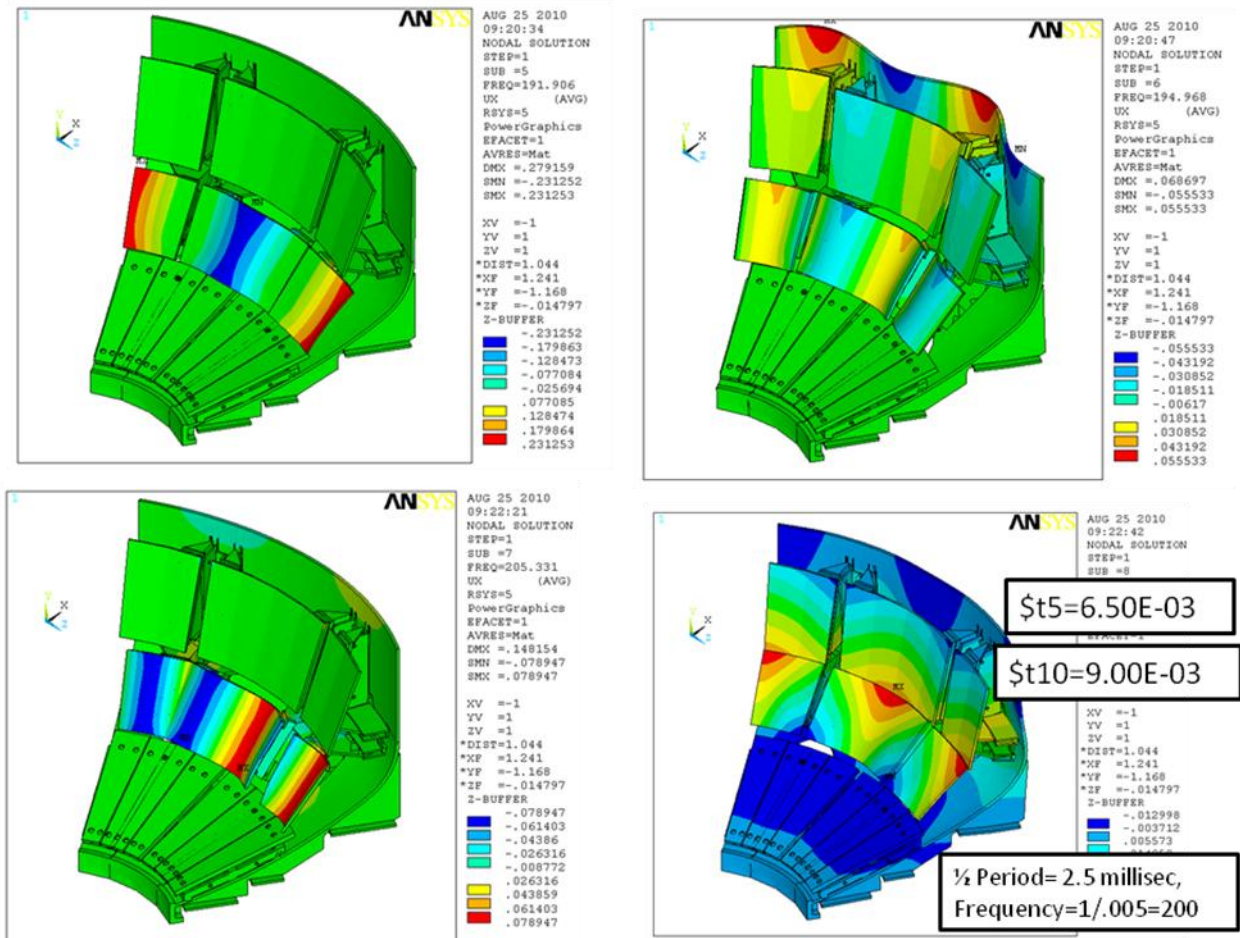 1
ANSYS
AUG 25 2010
09:20:34
NODAL SOLUTION
STEP=1
SUB =5
FREQ=191.906
UX (AVG)
RSYS=5
PowerGraphics
EFACET=1
AVRES=Mat
DMX =.279159
SMN =-.231252
SMX =.231253
XV =-1
YV =1
ZV =1
*DIST=1.044
*XF =1.241
*YF =-1.168
*ZF =-.014797
Z-BUFFER
-.231252
-.179863
-.128473
-.077084
-.025694
.077085
.128474
.179864
.231253
Y
X
Z
MN
1
ANSYS
AUG 25 2010
09:20:47
NODAL SOLUTION
STEP=1
SUB =6
FREQ=194.968
UX (AVG)
RSYS=5
PowerGraphics
EFACET=1
AVRES=Mat
DMX =.068697
SMN =-.055533
SMX =.055533
XV =-1
YV =1
ZV =1
*DIST=1.044
*XF =1.241
*YF =-1.168
*ZF =-.014797
Z-BUFFER
-.055533
-.043192
-.030852
-.018511
-.00617
.018511
.030852
.043192
.055533
Y
X
Z
MX
MN
1
ANSYS
AUG 25 2010
09:22:21
NODAL SOLUTION
STEP=1
SUB =7
FREQ=205.331
UX (AVG)
RSYS=5
PowerGraphics
EFACET=1
AVRES=Mat
DMX =.148154
SMN =-.078947
SMX =.078947
XV =-1
YV =1
ZV =1
*DIST=1.044
*XF =1.241
*YF =-1.168
*ZF =-.014797
Z-BUFFER
-.078947
-.061403
-.04386
-.026316
-.008772
.026316
.043859
.061403
.078947
Y
X
Z
1
ANSYS
AUG 25 2010
09:22:42
NODAL SOLUTION
STEP=1
SUB =8
$t5=6.50E-03
$t10=9.00E-03
XV =-1
YV =1
ZV =1
*DIST=1.044
*XF =1.241
*YF =-1.168
*ZF =-.014797
Z-BUFFER
-.012998
-.003712
.005573
Y
X
Z
MX
½ Period= 2.5 millisec,
Frequency=1/.005=200